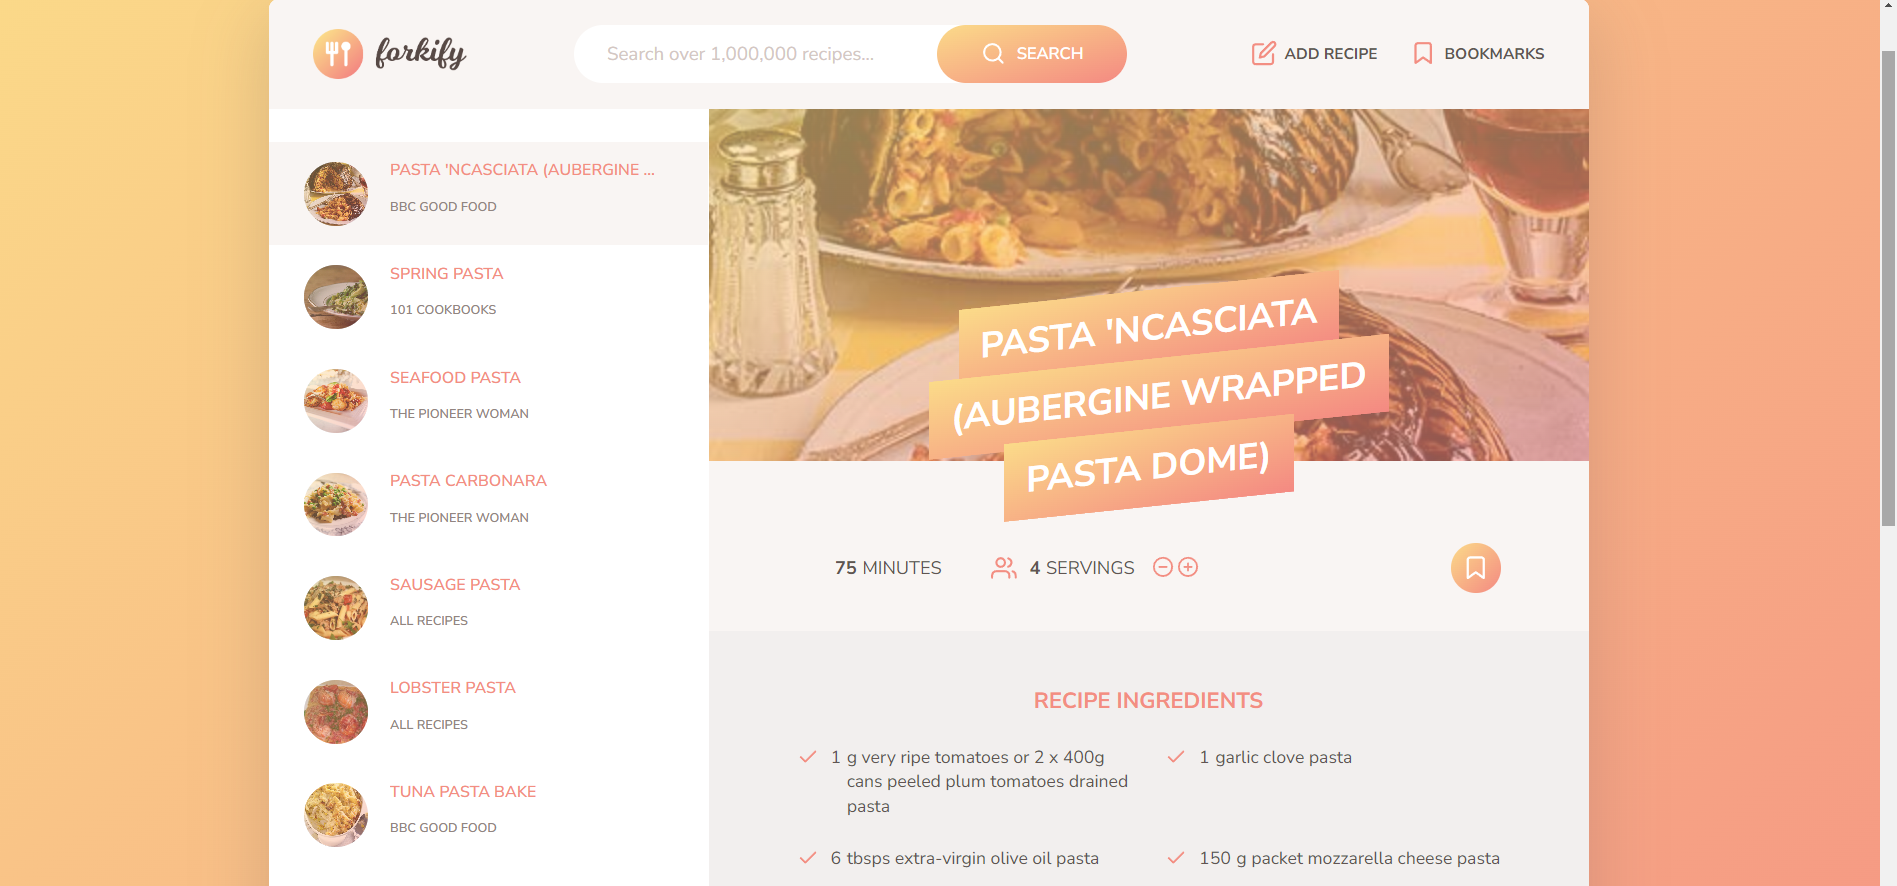 forkify
Search over 1,000,000 recipes...
SEARCH
ADD RECIPE
BOOKMARKS
PASTA 'NCASCIATA (AUBERGINE ...
BBC GOOD FOOD
SPRING PASTA
101 COOKBOOKS
SEAFOOD PASTA
THE PIONEER WOMAN
PASTA CARBONARA
THE PIONEER WOMAN
SAUSAGE PASTA
ALL RECIPES
LOBSTER PASTA
ALL RECIPES
TUNA PASTA BAKE
BBC GOOD FOOD
PASTA 'NCASCIATA
(AUBERGINE WRAPPED
PASTA DOME)
75 MINUTES
4 SERVINGS
RECIPE INGREDIENTS
1 g very ripe tomatoes or 2 x 400g
cans peeled plum tomatoes drained
pasta
1 garlic clove pasta
6 tbsps extra-virgin olive oil pasta
150 g packet mozzarella cheese pasta